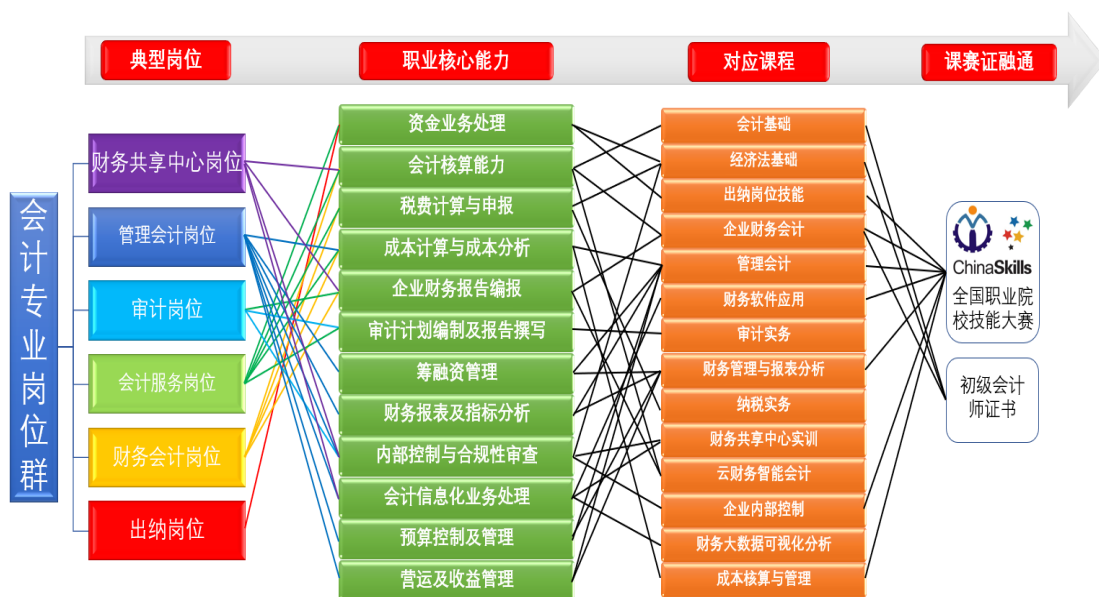 典型岗位
职业核心能力
对应课程
课赛证融通
会计专业岗位群
财务共享中心岗位
管理会计岗位
审计岗位
会计服务岗位
财务会计岗位
出纳岗位
资金业务处理
会计核算能力
税费计算与申报
成本计算与成本分析
企业财务报告编报
审计计划编制及报告撰写
筹融资管理
财务报表及指标分析
内部控制与合规性审查
会计信息化业务处理
预算控制及管理
营运及收益管理
会计基础
经济法基础
出纳岗位技能
企业财务会计
管理会计
财务软件应用
审计实务
财务管理与报表分析
纳税实务
财务共享中心实训
云财务智能会计
企业内部控制
财务大数据可视化分析
成本核算与管理
ChinaSkills
全国职业院
校技能大赛
初级会计
师证书